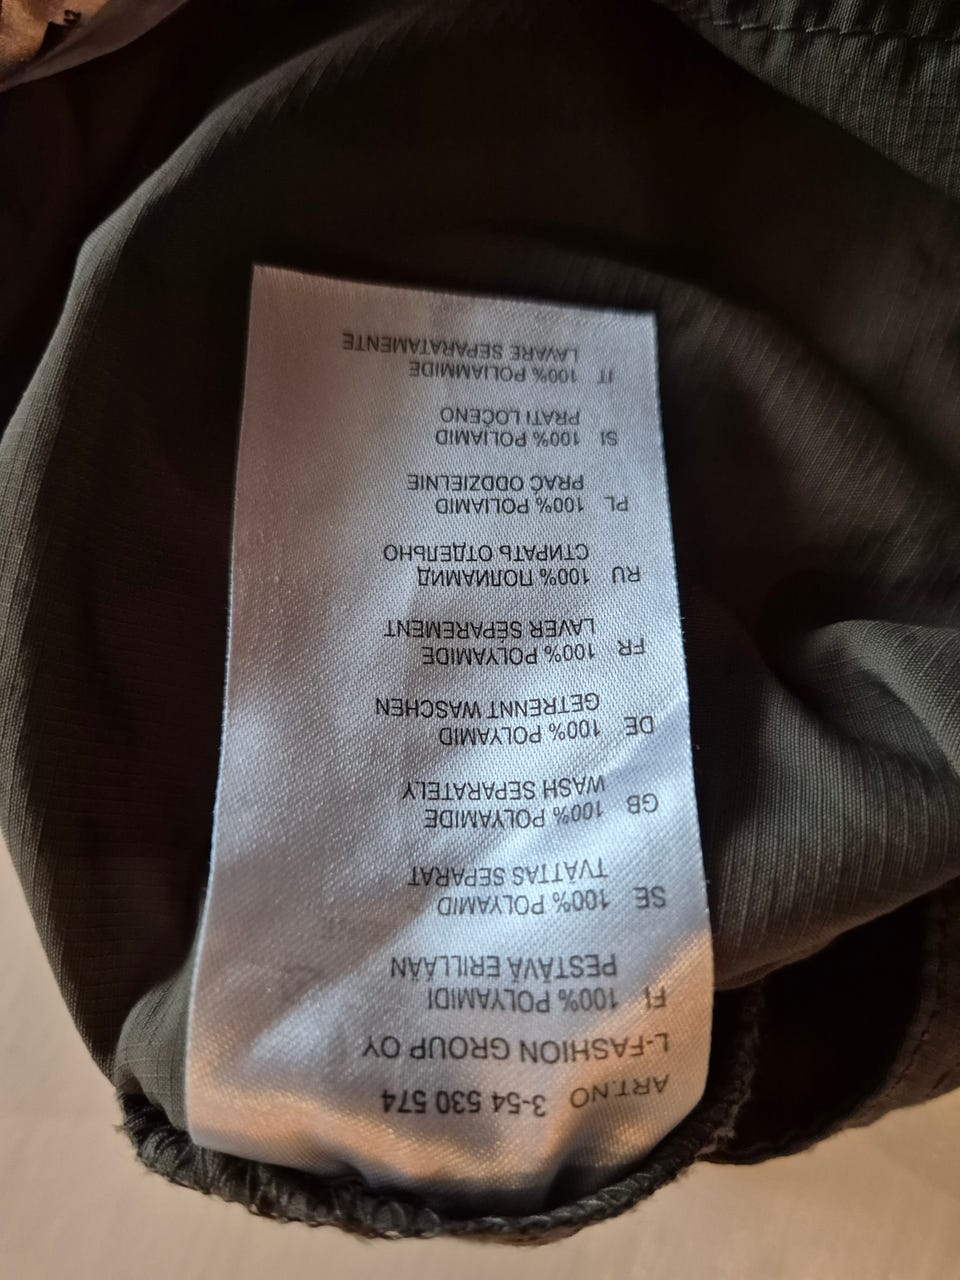 ART.NO 3-54 530 574
L-FASHION GROUP OY
FI 100% POLYAMIDI
PESTÄVÄ ERILLÄÄN
SE 100% POLYAMID
TVÄTTAS SEPARAT
GB 100% POLYAMIDE
WASH SEPARATELY
DE 100% POLYAMID
GETRENNT WASCHEN
FR 100% POLYAMIDE
LAVER SÉPAREMENT
RU 100% ПОЛИАМИД
СТИРАТЬ ОТДЕЛЬНО
PL 100% POLIAMID
PRAĆ ODDZIELNIE
SI 100% POLIAMID
PRATI LOČENO
IT 100% POLIAMMIDE
LAVARE SEPARATAMENTE